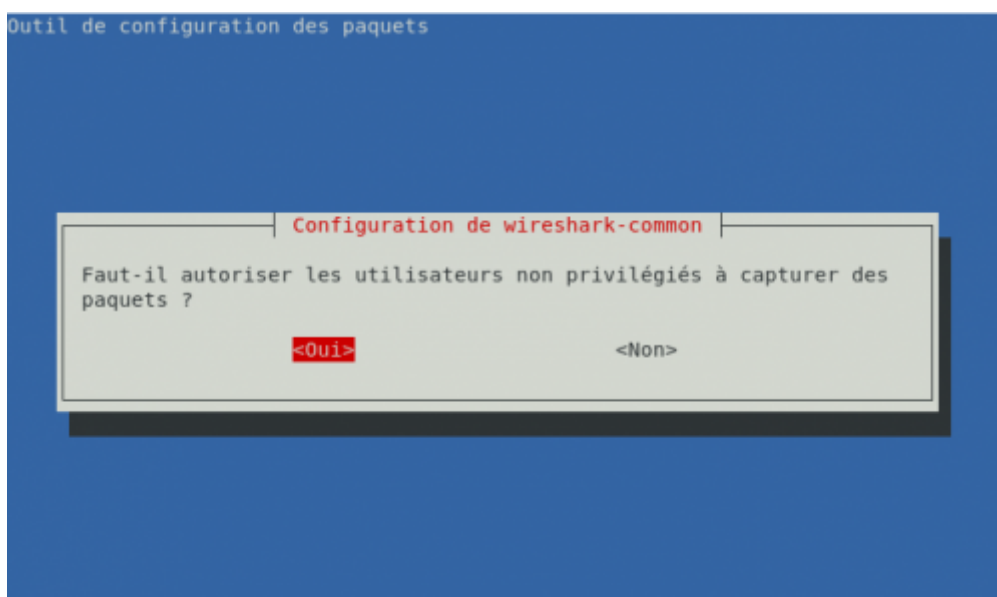 Outil de configuration des paquets
Configuration de wireshark-common
Faut-il autoriser les utilisateurs non privilégiés à capturer des
paquets ?
<Oui> <Non>